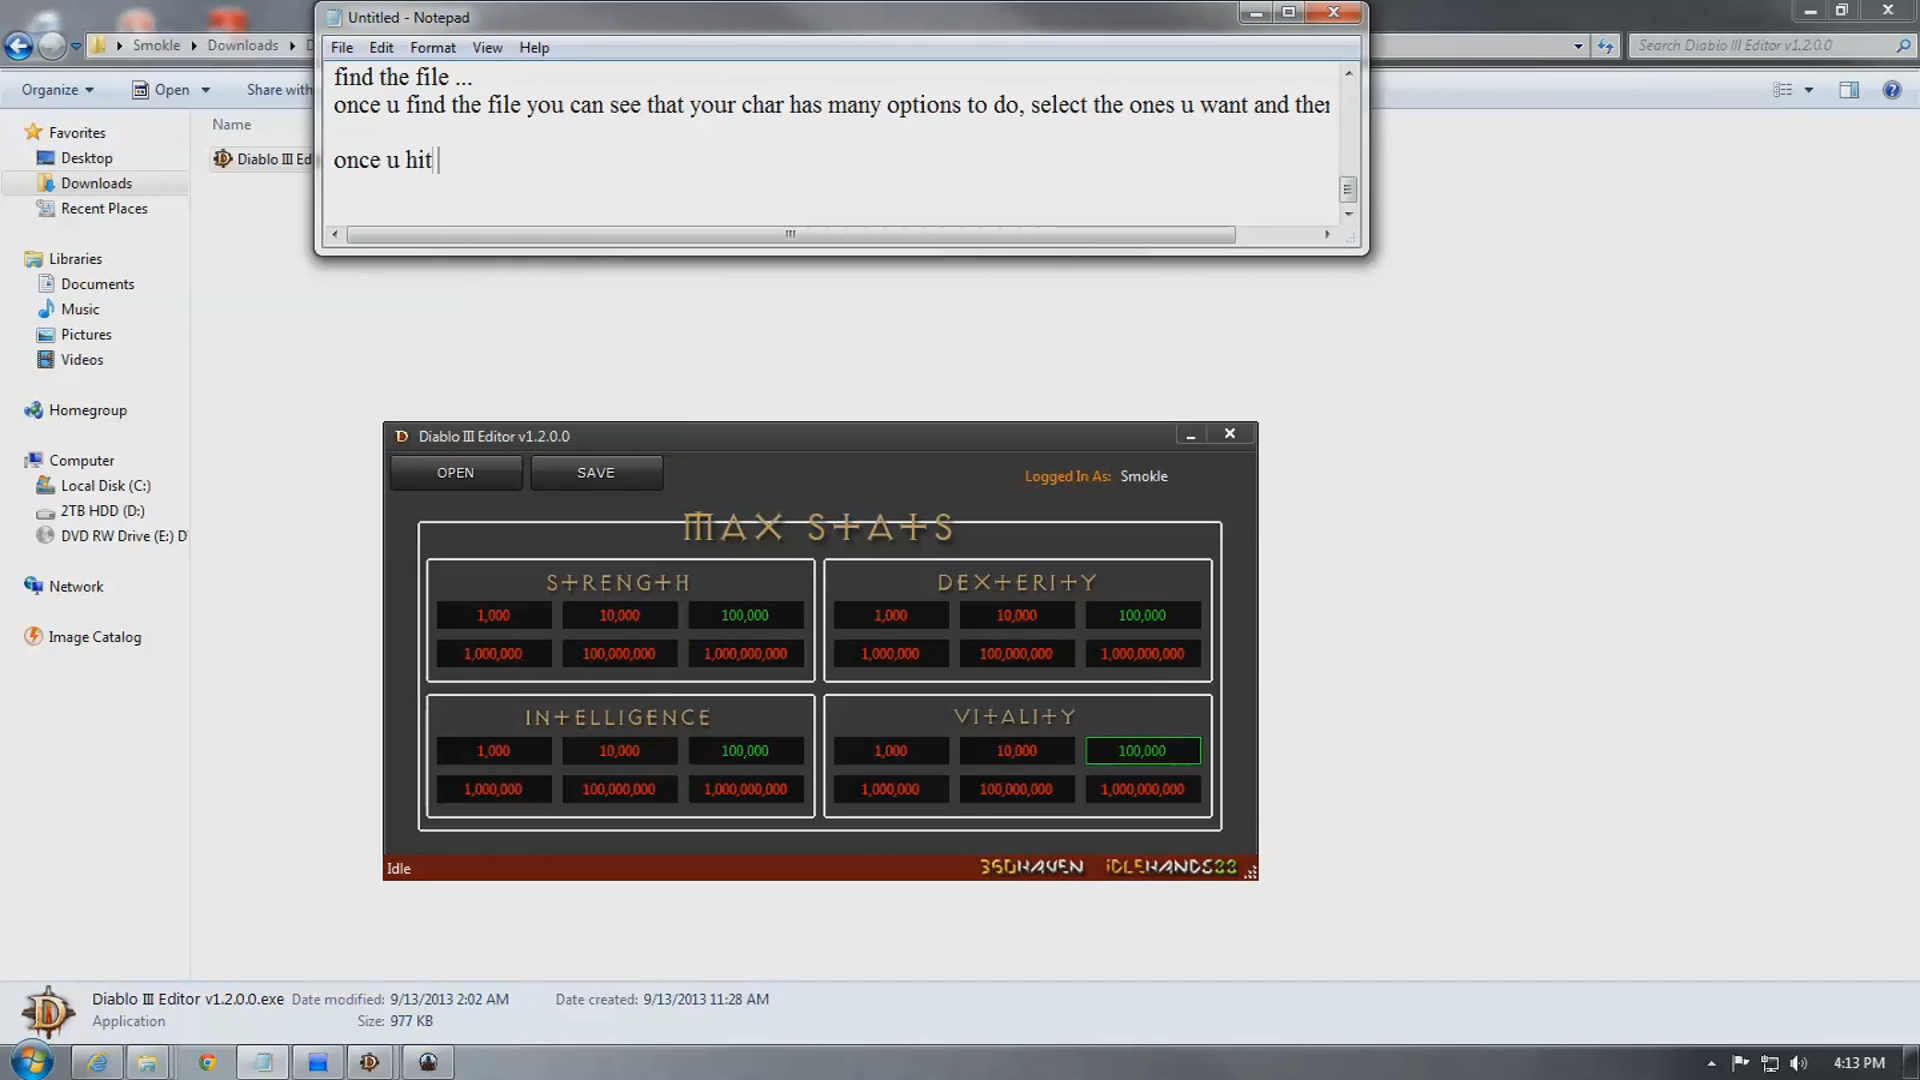 Untitled - Notepad
File Edit Format View Help
find the file ...
once u find the file you can see that your char has many options to do, select the ones u want and then
once u hit
Smokle Downloads D
Search Diablo III Editor v1.2.0.0
Organize Open Share with
Name
Diablo III Ed
Favorites
Desktop
Downloads
Recent Places
Libraries
Documents
Music
Pictures
Videos
Homegroup
Computer
Local Disk (C:)
2TB HDD (D:)
DVD RW Drive (E:) D
Network
Image Catalog
Diablo III Editor v1.2.0.0
OPEN SAVE
Logged In As: Smokle
MAX STATS
STRENGTH
1,000 10,000 100,000
1,000,000 100,000,000 1,000,000,000
DEXTERITY
1,000 10,000 100,000
1,000,000 100,000,000 1,000,000,000
INTELLIGENCE
1,000 10,000 100,000
1,000,000 100,000,000 1,000,000,000
VITALITY
1,000 10,000 100,000
1,000,000 100,000,000 1,000,000,000
Idle
360HAVEN IDLEHANDS88
Diablo III Editor v1.2.0.0.exe Date modified: 9/13/2013 2:02 AM Date created: 9/13/2013 11:28 AM
Application Size: 977 KB
4:13 PM